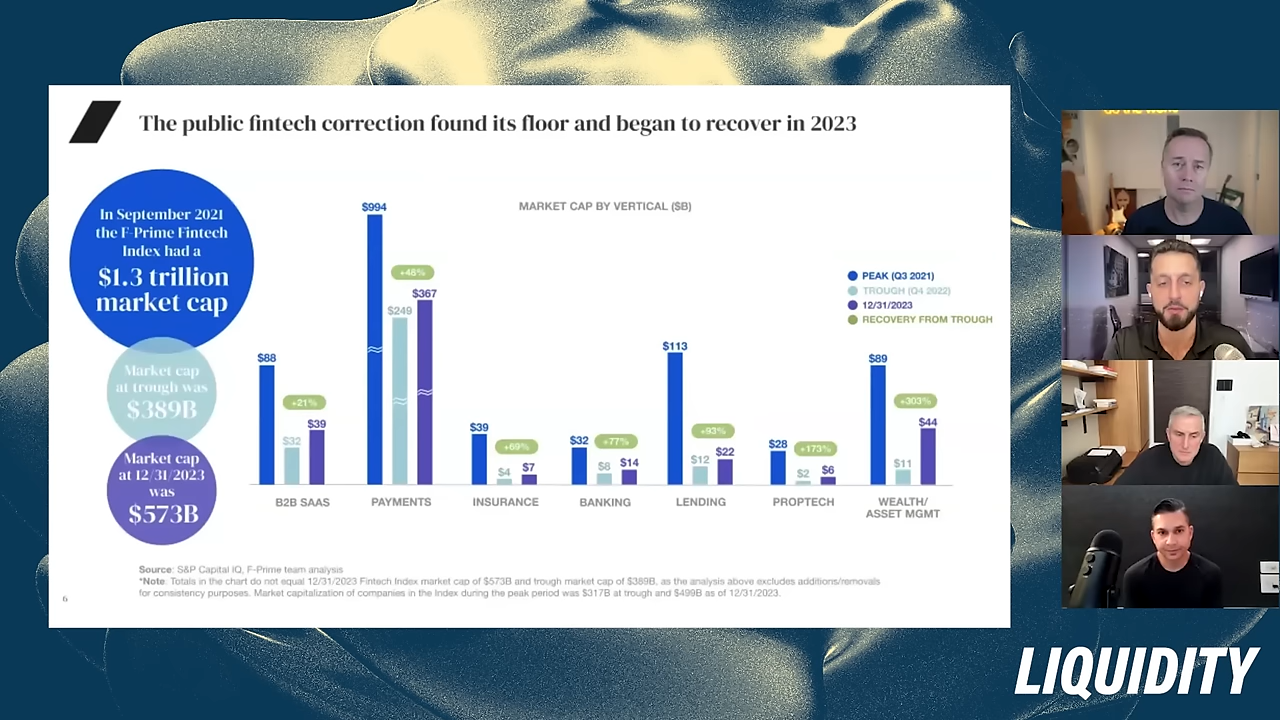 The public fintech correction found its floor and began to recover in 2023
In September 2021
the F-Prime Fintech
Index had a
$1.3 trillion
market cap
Market cap
at trough was
$389B
Market cap
at 12/31/2023
was
$573B
MARKET CAP BY VERTICAL ($B)
PEAK (Q3 2021)
TROUGH (Q4 2022)
12/31/2023
RECOVERY FROM TROUGH
$88
+21%
$32
$39
B2B SAAS
$994
+46%
$249
$367
PAYMENTS
$39
+69%
$4
$7
INSURANCE
$32
+77%
$8
$14
BANKING
$113
+93%
$12
$22
LENDING
$28
+173%
$2
$6
PROPTECH
$89
+303%
$11
$44
WEALTH/
ASSET MGMT
Source: S&P Capital IQ, F-Prime team analysis
*Note: Totals in the chart do not equal 12/31/2023 Fintech Index market cap of $573B and trough market cap of $389B, as the analysis above excludes additions/removals
for consistency purposes. Market capitalization of companies in the Index during the peak period was $317B at trough and $499B as of 12/31/2023.
6
LIQUIDITY